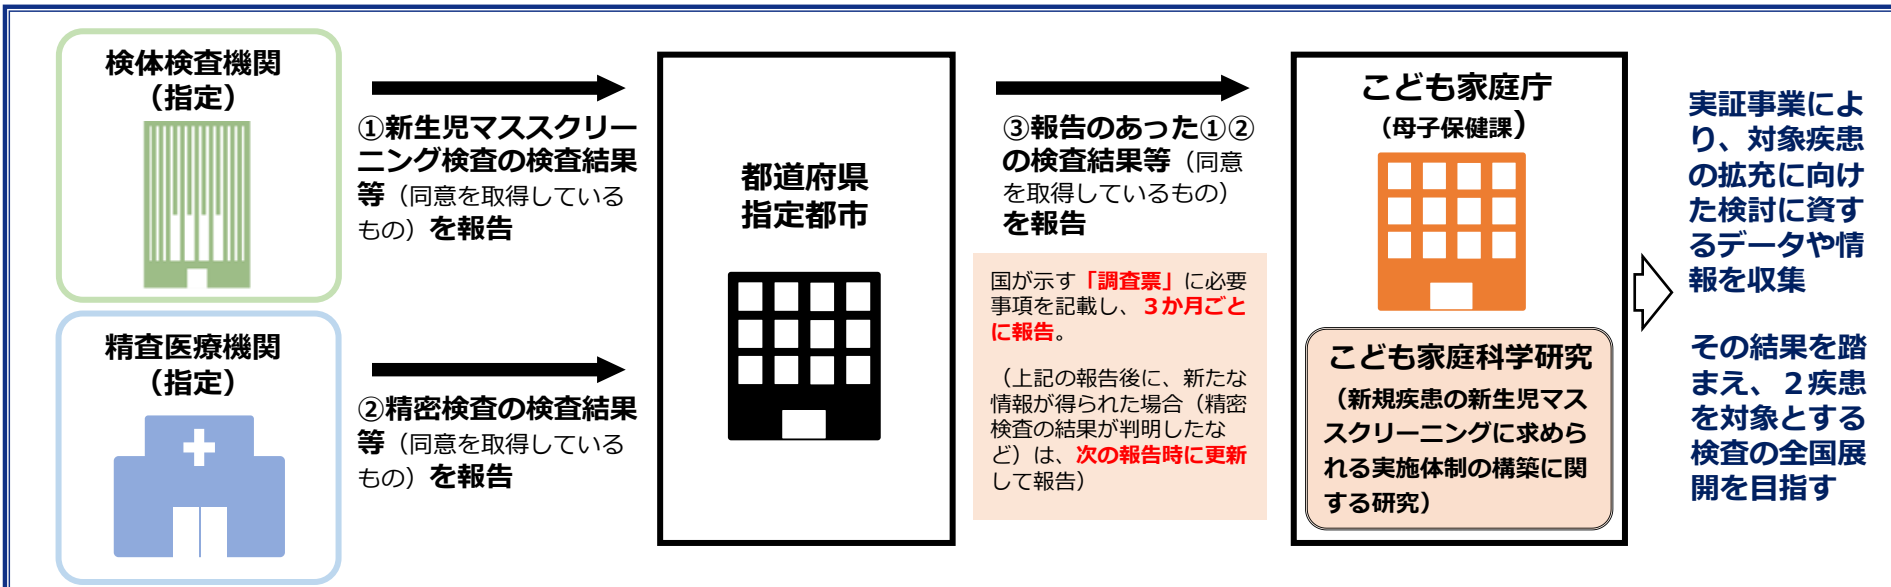 検体検査機関
（指定）
①新生児マススクリー
ニング検査の検査結果
等（同意を取得している
もの）を報告
精査医療機関
（指定）
②精密検査の検査結果
等（同意を取得している
もの）を報告
都道府県
指定都市
③報告のあった①②
の検査結果等（同意
を取得しているもの）
を報告
国が示す「調査票」に必要
事項を記載し、３か月ごと
に報告。
（上記の報告後に、新たな
情報が得られた場合（精密
検査の結果が判明したな
ど）は、次の報告時に更新
して報告）
こども家庭庁
（母子保健課）
こども家庭科学研究
（新規疾患の新生児マス
スクリーニングに求めら
れる実施体制の構築に関
する研究）
実証事業によ
り、対象疾患
の拡充に向け
た検討に資す
るデータや情
報を収集
その結果を踏
まえ、２疾患
を対象とする
検査の全国展
開を目指す